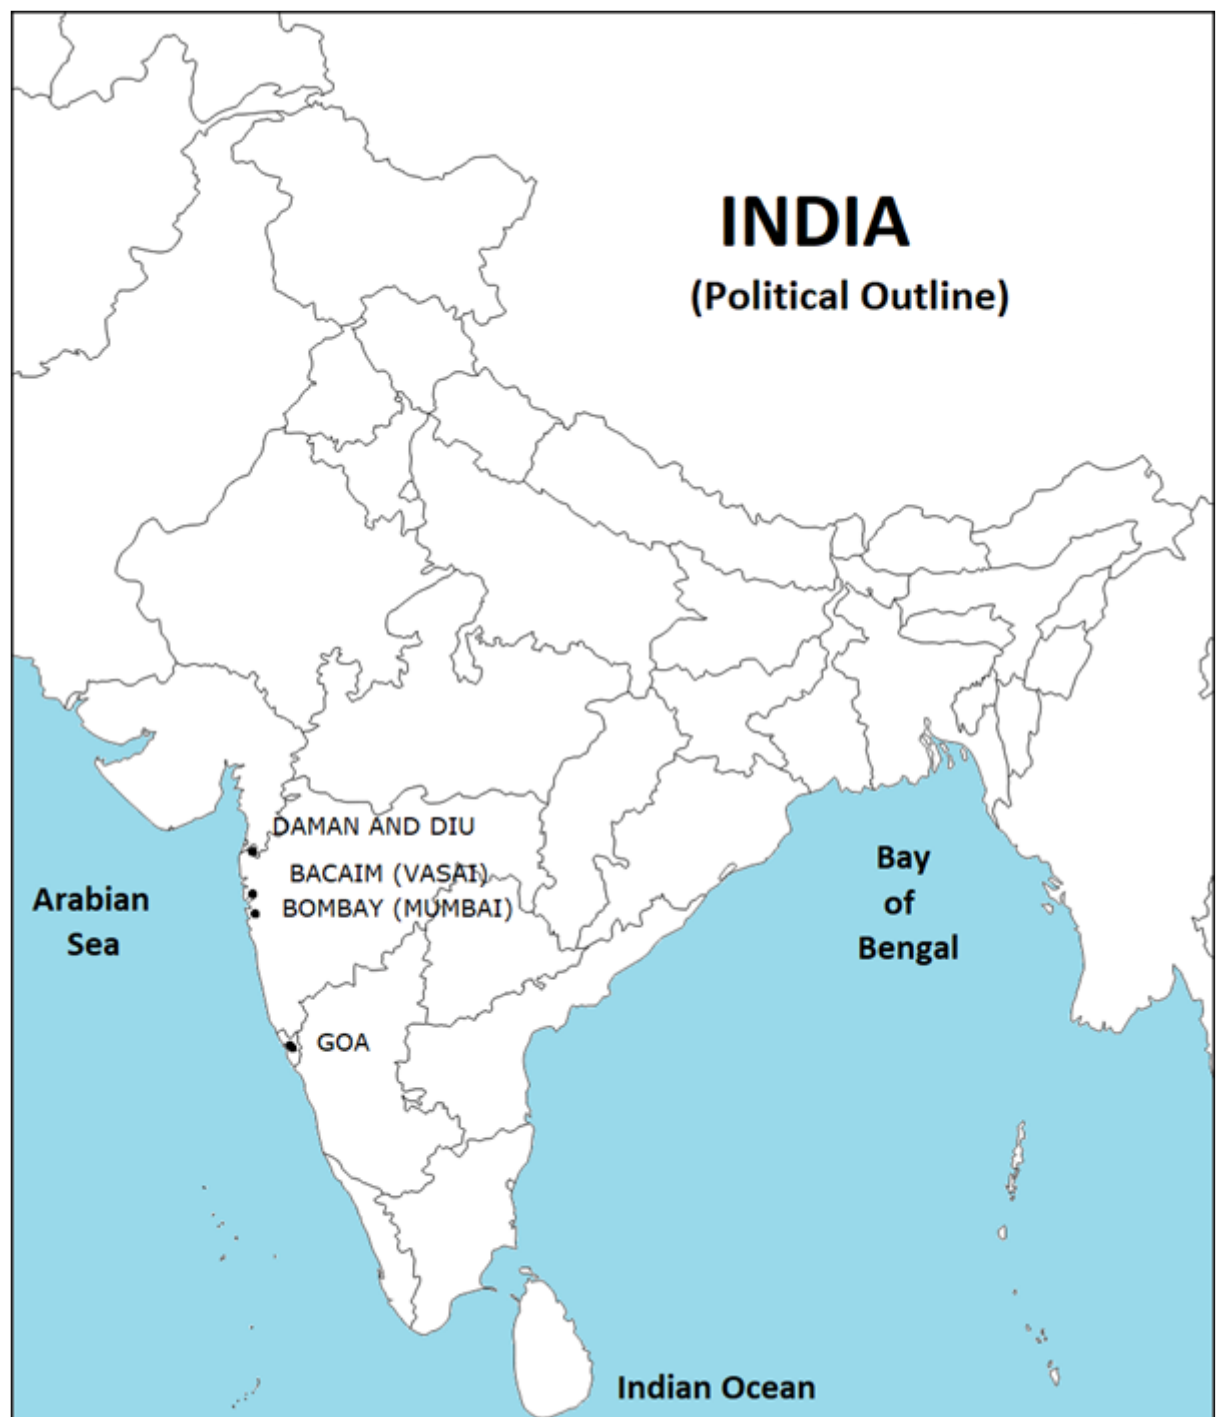 INDIA
(Political Outline)
DAMAN AND DIU
BACAIM (VASAI)
BOMBAY (MUMBAI)
GOA
Arabian
Sea
Bay
of
Bengal
Indian Ocean